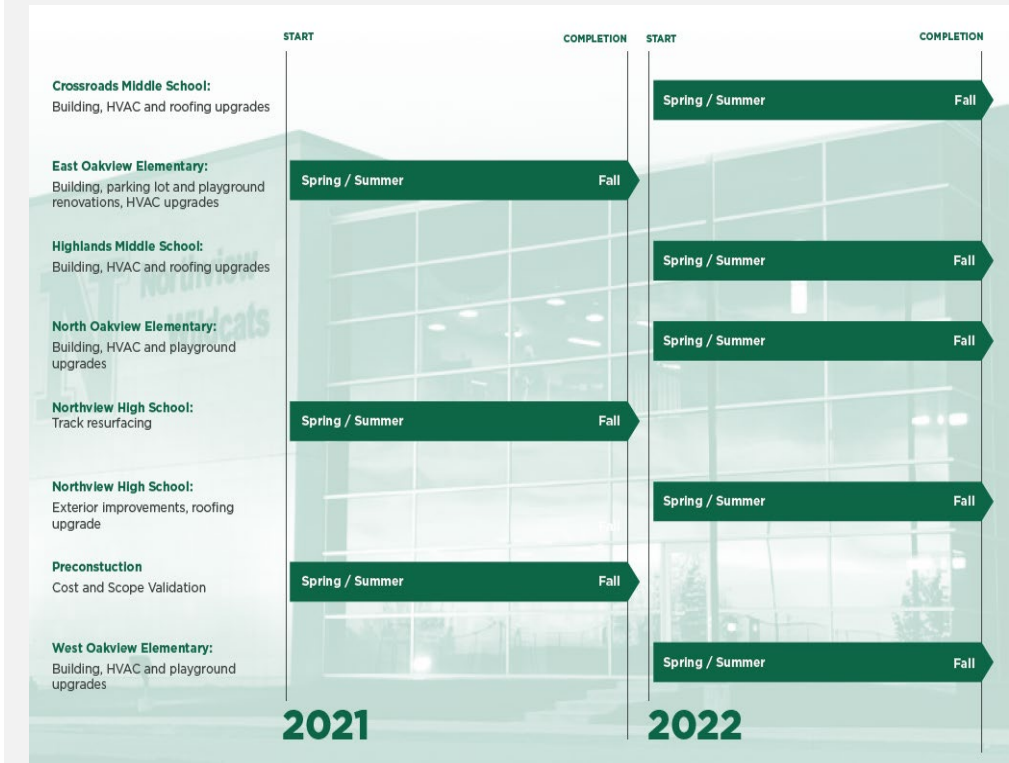 START
COMPLETION
START
COMPLETION
Crossroads Middle School:
Building, HVAC and roofing upgrades
Spring / Summer
Fall
East Oakview Elementary:
Building, parking lot and playground
renovations, HVAC upgrades
Spring / Summer
Fall
Highlands Middle School:
Building, HVAC and roofing upgrades
Spring / Summer
Fall
N Northview
Wildcats
North Oakview Elementary:
Building, HVAC and playground
upgrades
Spring / Summer
Fall
Northview High School:
Track resurfacing
Spring / Summer
Fall
Northview High School:
Exterior improvements, roofing
upgrade
Fall
Spring / Summer
Fall
Preconstuction
Cost and Scope Validation
Spring / Summer
Fall
West Oakview Elementary:
Building, HVAC and playground
upgrades
Spring / Summer
Fall
2021
2022